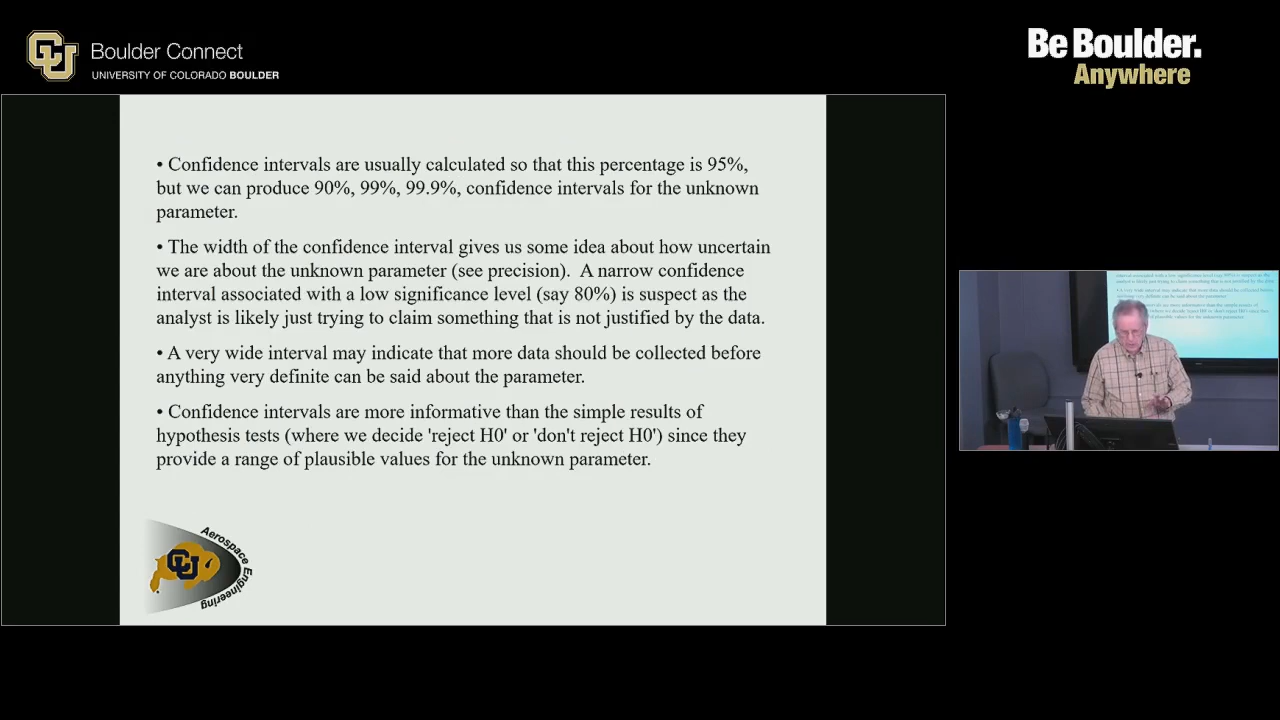 Boulder Connect
UNIVERSITY OF COLORADO BOULDER
Be Boulder.
Anywhere
• Confidence intervals are usually calculated so that this percentage is 95%,
but we can produce 90%, 99%, 99.9%, confidence intervals for the unknown
parameter.
• The width of the confidence interval gives us some idea about how uncertain
we are about the unknown parameter (see precision).  A narrow confidence
interval associated with a low significance level (say 80%) is suspect as the
analyst is likely just trying to claim something that is not justified by the data.
• A very wide interval may indicate that more data should be collected before
anything very definite can be said about the parameter.
• Confidence intervals are more informative than the simple results of
hypothesis tests (where we decide 'reject H0' or 'don't reject H0') since they
provide a range of plausible values for the unknown parameter.
CU
Aerospace
Engineering